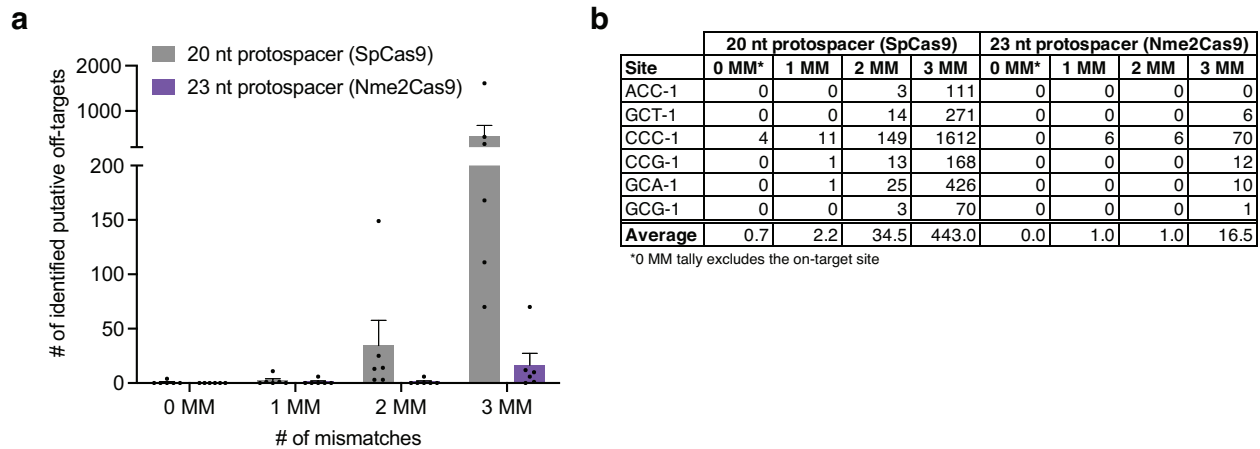 a
20 nt protospacer (SpCas9)
23 nt protospacer (Nme2Cas9)
# of identified putative off-targets
2000
1000
200
150
100
50
0
0 MM 1 MM 2 MM 3 MM
# of mismatches
b
20 nt protospacer (SpCas9) 23 nt protospacer (Nme2Cas9)
Site 0 MM* 1 MM 2 MM 3 MM 0 MM* 1 MM 2 MM 3 MM
ACC-1 0 0 3 111 0 0 0 0
GCT-1 0 0 14 271 0 0 0 6
CCC-1 4 11 149 1612 0 6 6 70
CCG-1 0 1 13 168 0 0 0 12
GCA-1 0 1 25 426 0 0 0 10
GCG-1 0 0 3 70 0 0 0 1
Average 0.7 2.2 34.5 443.0 0.0 1.0 1.0 16.5
*0 MM tally excludes the on-target site